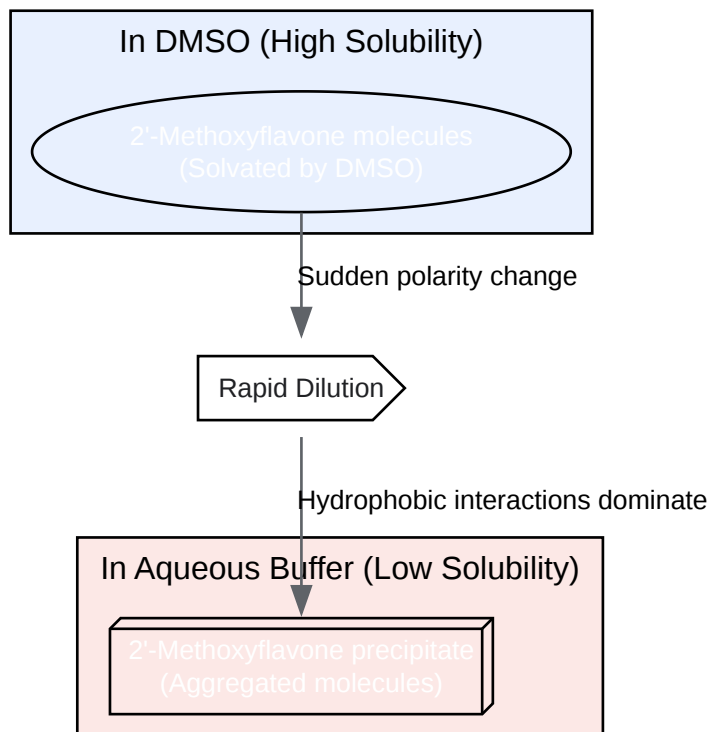 In DMSO (High Solubility)
2'-Methoxyflavone molecules
(Solvated by DMSO)
Sudden polarity change
Rapid Dilution
Hydrophobic interactions dominate
In Aqueous Buffer (Low Solubility)
2'-Methoxyflavone precipitate
(Aggregated molecules)